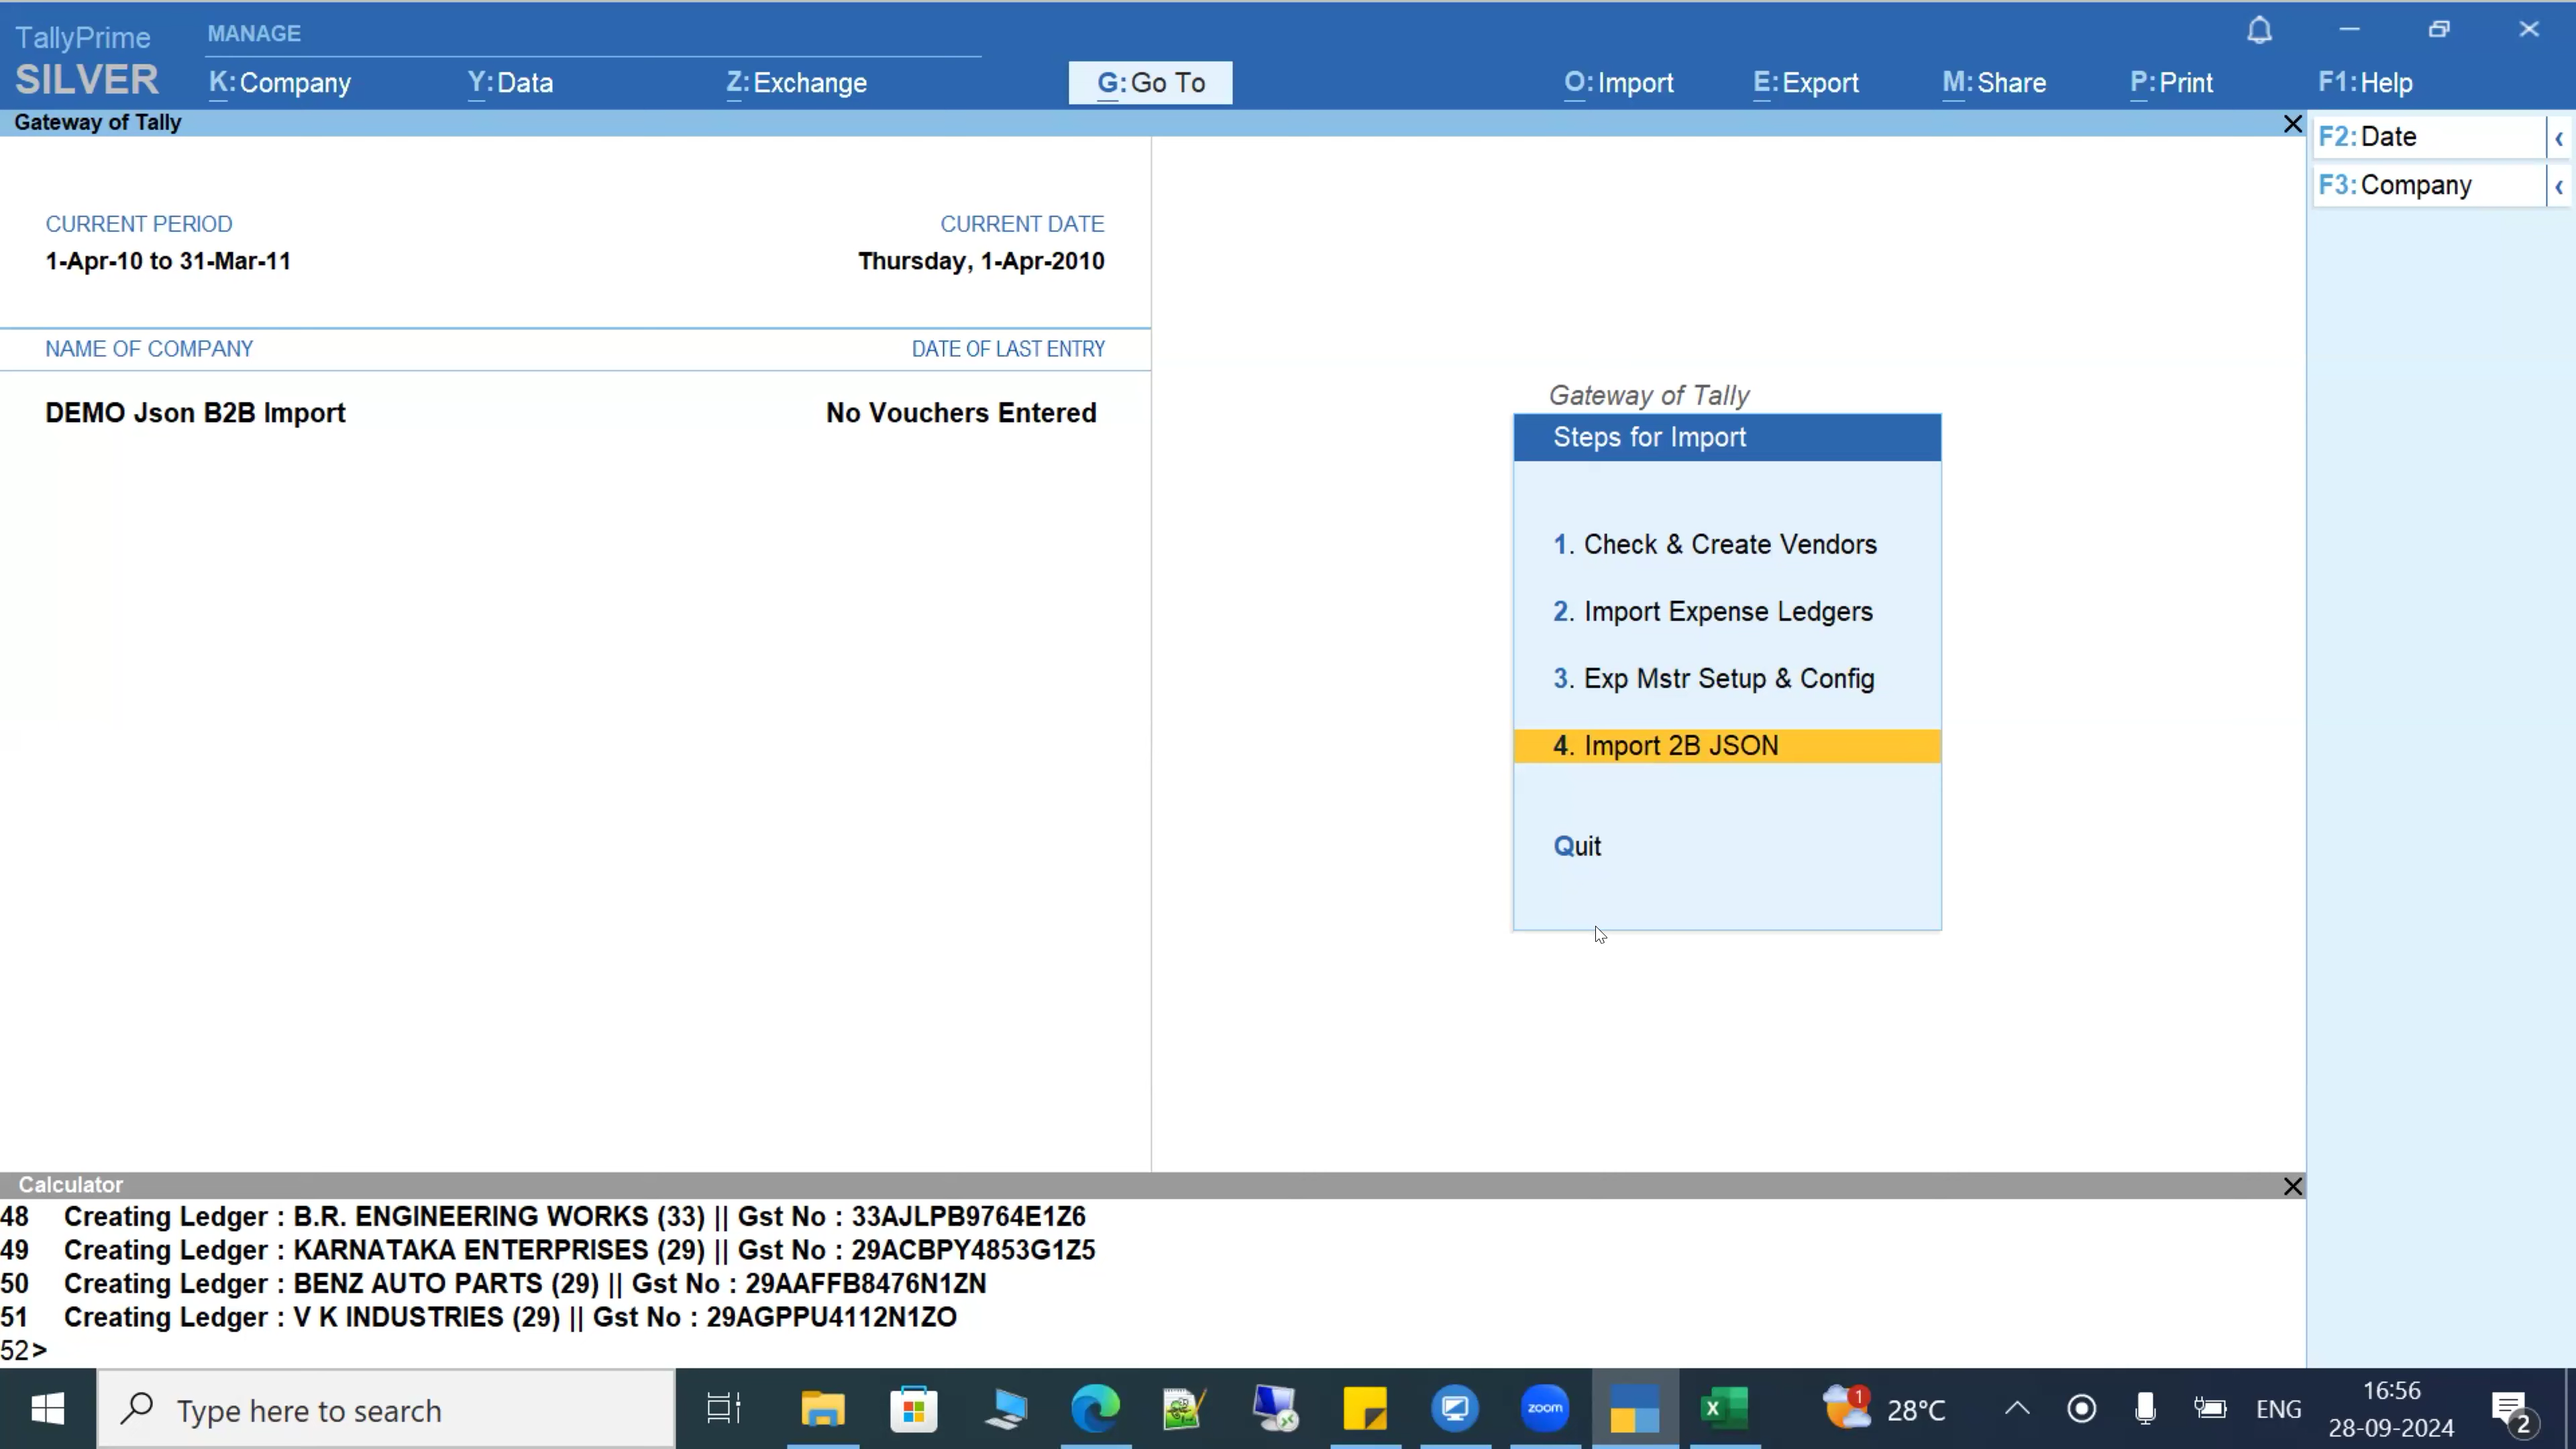 TallyPrime
SILVER
MANAGE
K: Company
Y: Data
Z: Exchange
G: Go To
O: Import
E: Export
M: Share
P: Print
F1: Help
Gateway of Tally
F2: Date
F3: Company
CURRENT PERIOD
CURRENT DATE
1-Apr-10 to 31-Mar-11
Thursday, 1-Apr-2010
NAME OF COMPANY
DATE OF LAST ENTRY
DEMO Json B2B Import
No Vouchers Entered
Gateway of Tally
Steps for Import
1. Check & Create Vendors
2. Import Expense Ledgers
3. Exp Mstr Setup & Config
4. Import 2B JSON
Quit
Calculator
48 Creating Ledger : B.R. ENGINEERING WORKS (33) || Gst No : 33AJLPB9764E1Z6
49 Creating Ledger : KARNATAKA ENTERPRISES (29) || Gst No : 29ACBPY4853G1Z5
50 Creating Ledger : BENZ AUTO PARTS (29) || Gst No : 29AAFFB8476N1ZN
51 Creating Ledger : V K INDUSTRIES (29) || Gst No : 29AGPPU4112N1ZO
52>
Type here to search
zoom
X
1
28°C
ENG
16:56
28-09-2024
2